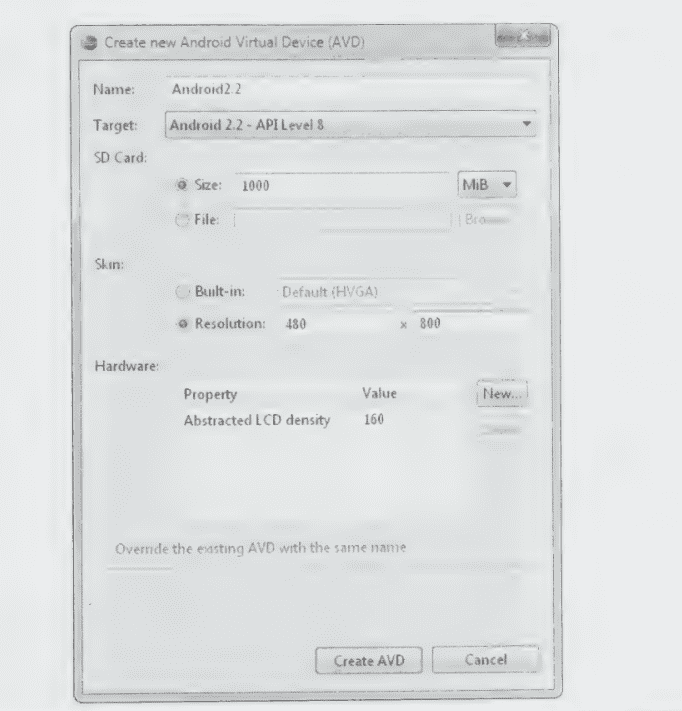 Create new Android Virtual Device (AVD)
Name: Android2.2
Target: Android 2.2 - API Level 8
SD Card:
Size: 1000 MiB
File:
Skin:
Built-in: Default (HVGA)
Resolution: 480 x 800
Hardware:
Property Value New...
Abstracted LCD density 160
Override the existing AVD with the same name
Create AVD Cancel